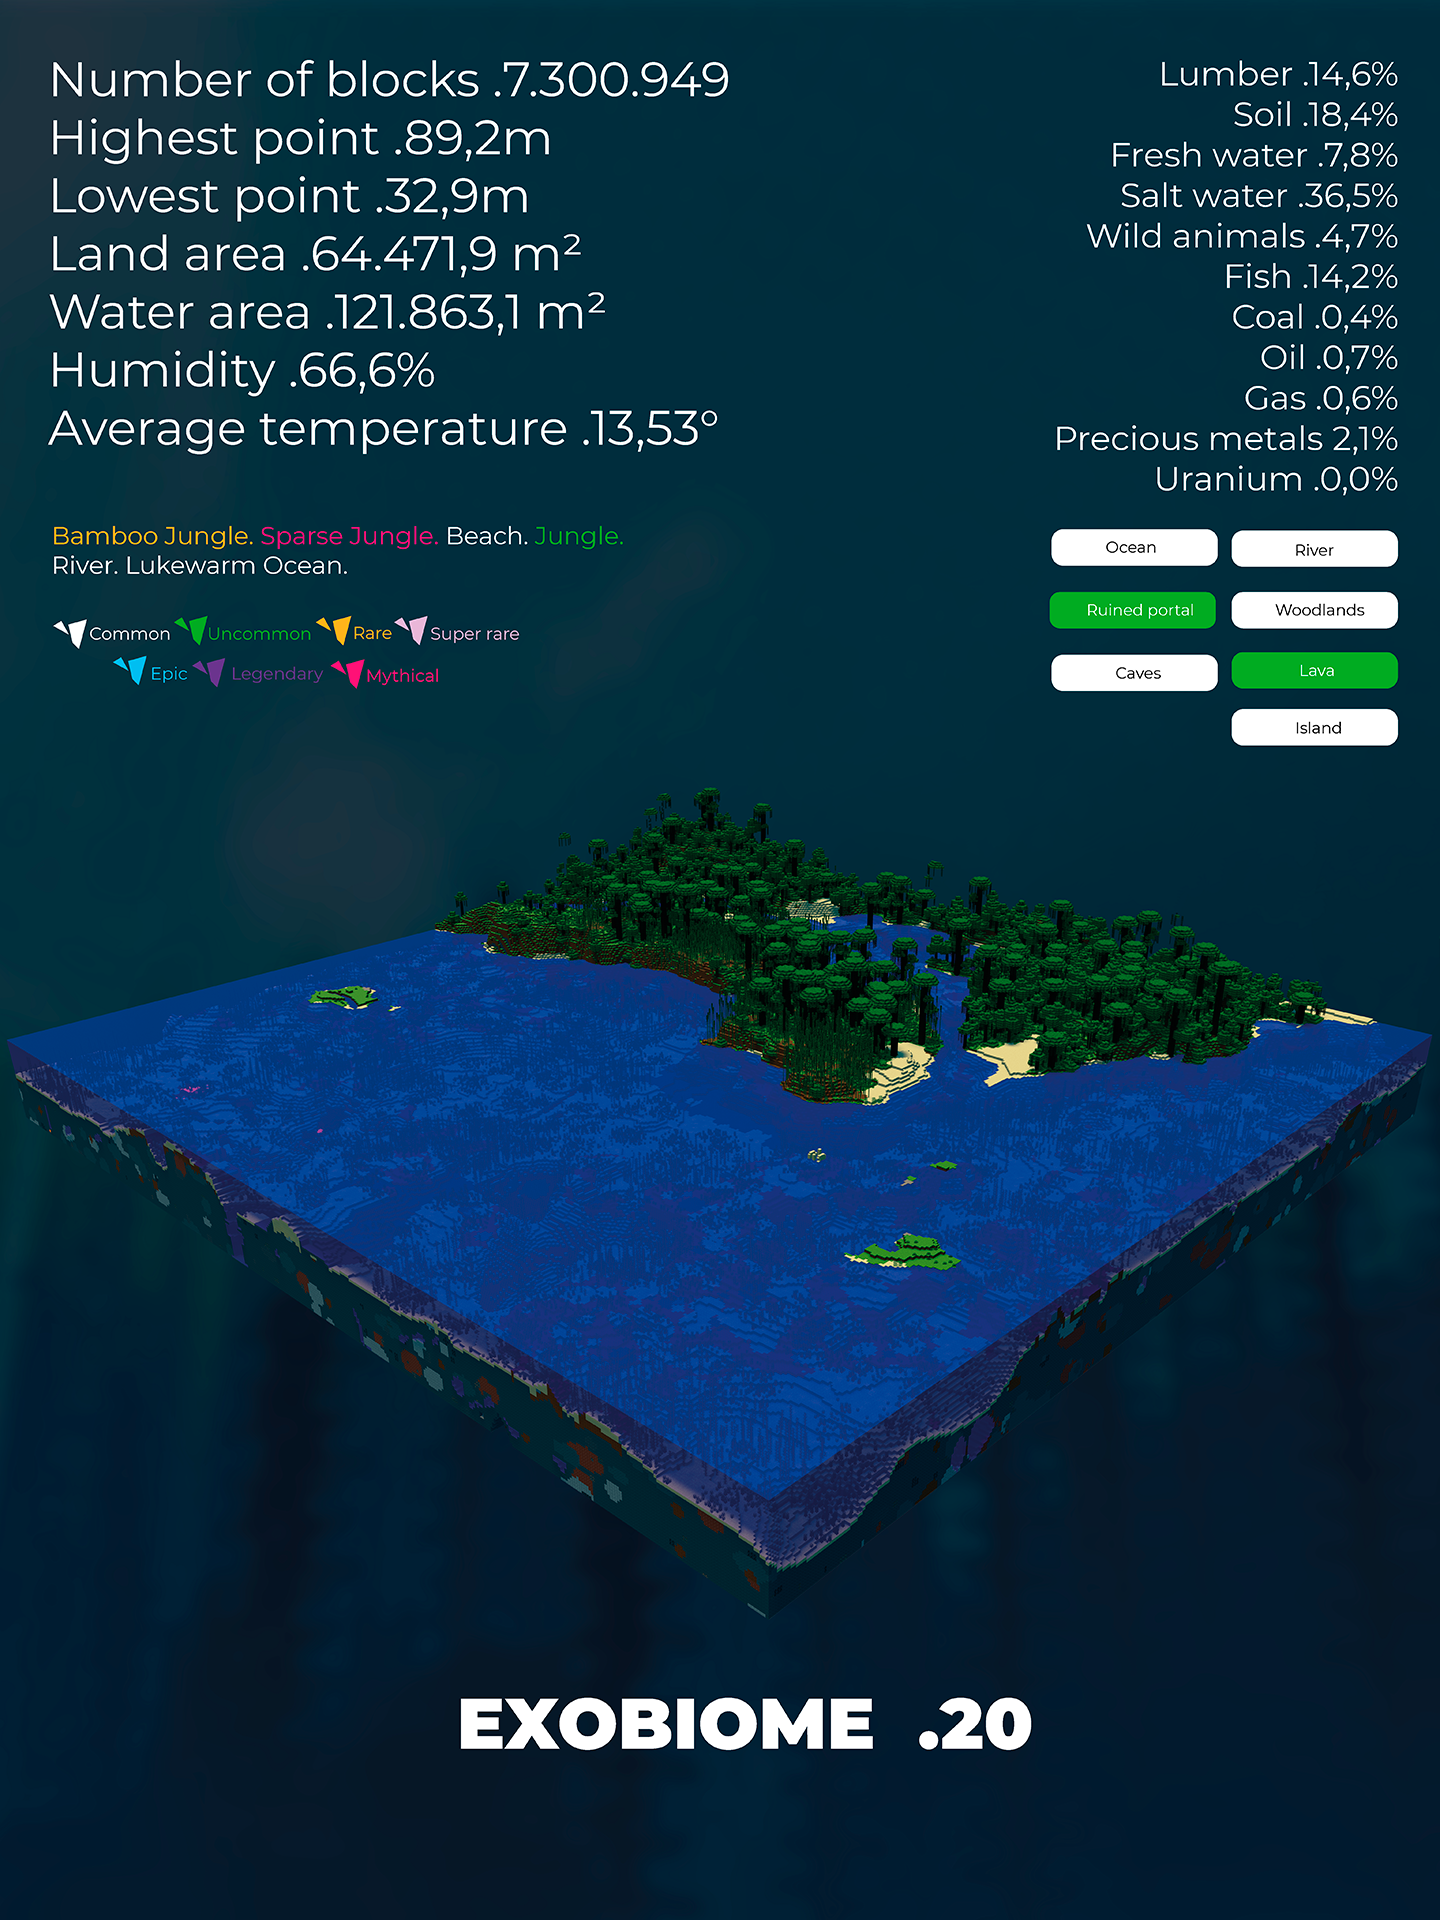 Number of blocks .7.300.949
Highest point .89,2m
Lowest point .32,9m
Land area .64.471,9 m²
Water area .121.863,1 m²
Humidity .66,6%
Average temperature .13,53°
Lumber .14,6%
Soil .18,4%
Fresh water .7,8%
Salt water .36,5%
Wild animals .4,7%
Fish .14,2%
Coal .0,4%
Oil .0,7%
Gas .0,6%
Precious metals 2,1%
Uranium .0,0%
Bamboo Jungle. Sparse Jungle. Beach. Jungle.
River. Lukewarm Ocean.
Common Uncommon Rare Super rare
Epic Legendary Mythical
Ocean River
Ruined portal Woodlands
Caves Lava
Island
EXOBIOME .20